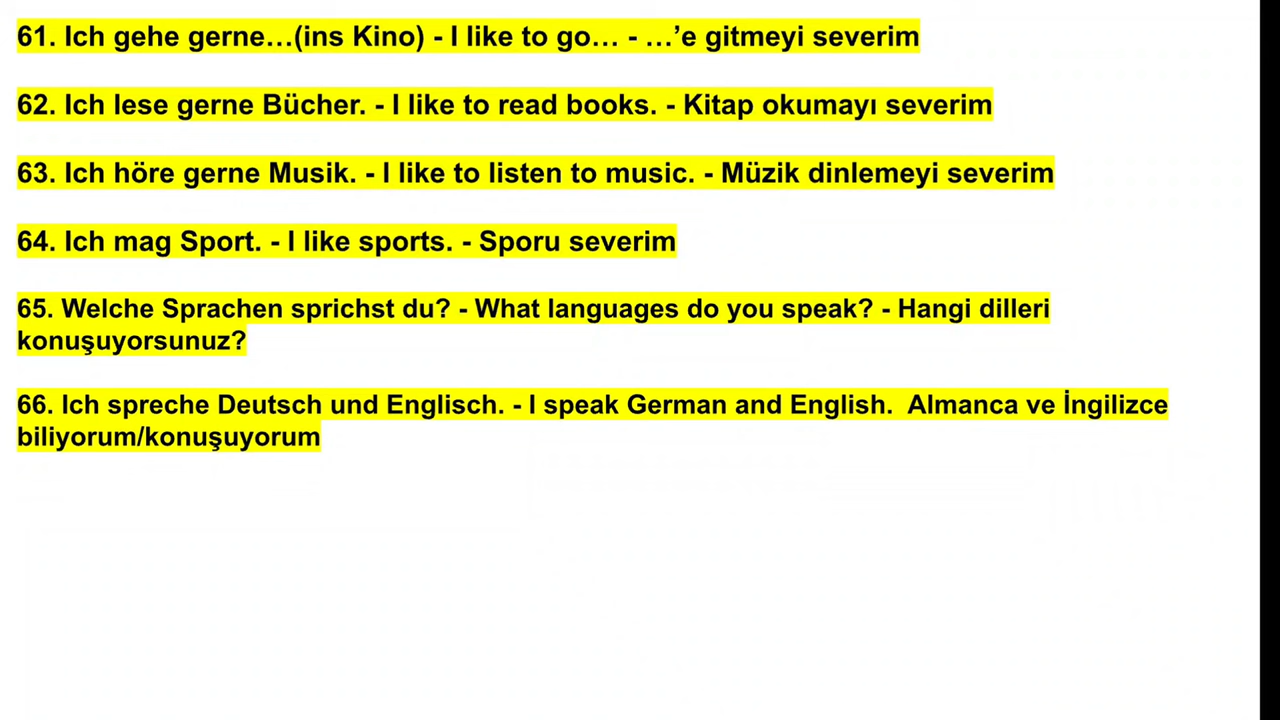 61. Ich gehe gerne…(ins Kino) - I like to go… - …’e gitmeyi severim
62. Ich lese gerne Bücher. - I like to read books. - Kitap okumayı severim
63. Ich höre gerne Musik. - I like to listen to music. - Müzik dinlemeyi severim
64. Ich mag Sport. - I like sports. - Sporu severim
65. Welche Sprachen sprichst du? - What languages do you speak? - Hangi dilleri
konuşuyorsunuz?
66. Ich spreche Deutsch und Englisch. - I speak German and English.  Almanca ve İngilizce
biliyorum/konuşuyorum